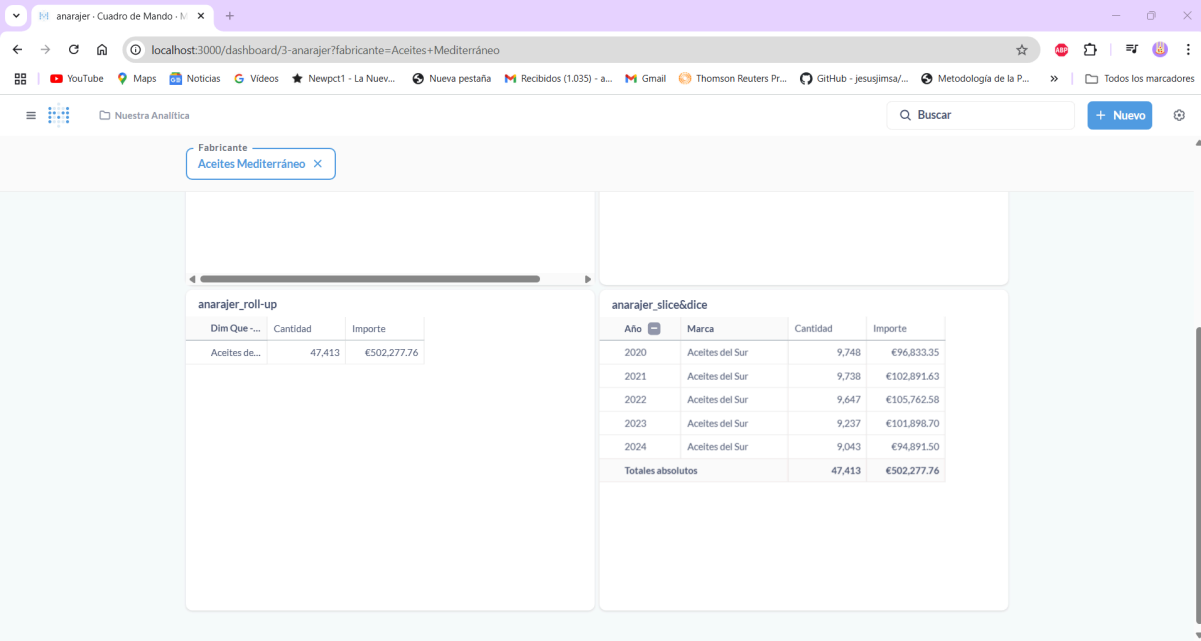 anarajer · Cuadro de Mando · M
localhost:3000/dashboard/3-anarajer?fabricante=Aceites+Mediterráneo
ABP
YouTube Maps Noticias Vídeos Newpct1 - La Nuev... Nueva pestaña Recibidos (1.035) - a... Gmail Thomson Reuters Pr... GitHub - jesusjimsa/... Metodología de la P... » Todos los marcadores
Nuestra Analítica Buscar + Nuevo
Fabricante
Aceites Mediterráneo
anarajer_roll-up
Dim Que -... Cantidad Importe
Aceites de... 47,413 €502,277.76
anarajer_slice&dice
Año Marca Cantidad Importe
2020 Aceites del Sur 9,748 €96,833.35
2021 Aceites del Sur 9,738 €102,891.63
2022 Aceites del Sur 9,647 €105,762.58
2023 Aceites del Sur 9,237 €101,898.70
2024 Aceites del Sur 9,043 €94,891.50
Totales absolutos 47,413 €502,277.76